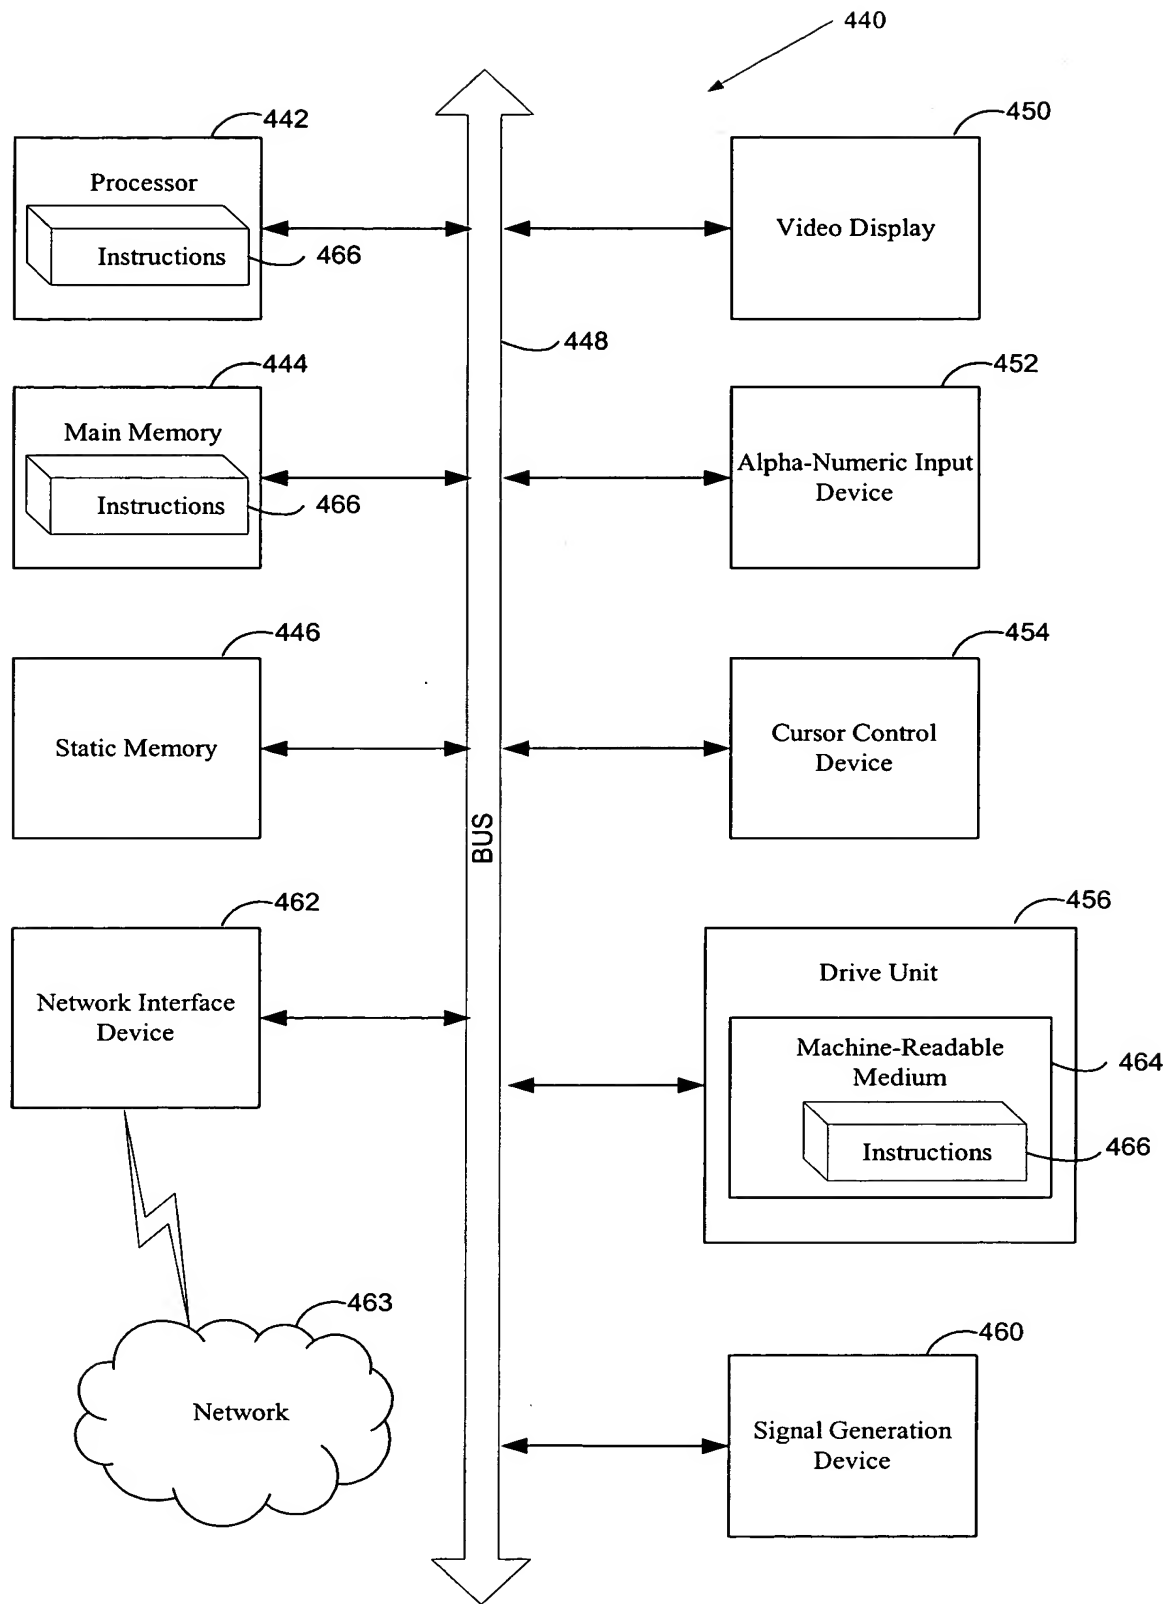 440
442
Processor
Instructions
466
450
Video Display
448
444
Main Memory
Instructions
466
452
Alpha-Numeric Input
Device
446
Static Memory
454
Cursor Control
Device
BUS
462
Network Interface
Device
456
Drive Unit
Machine-Readable
Medium
464
Instructions
466
463
Network
460
Signal Generation
Device